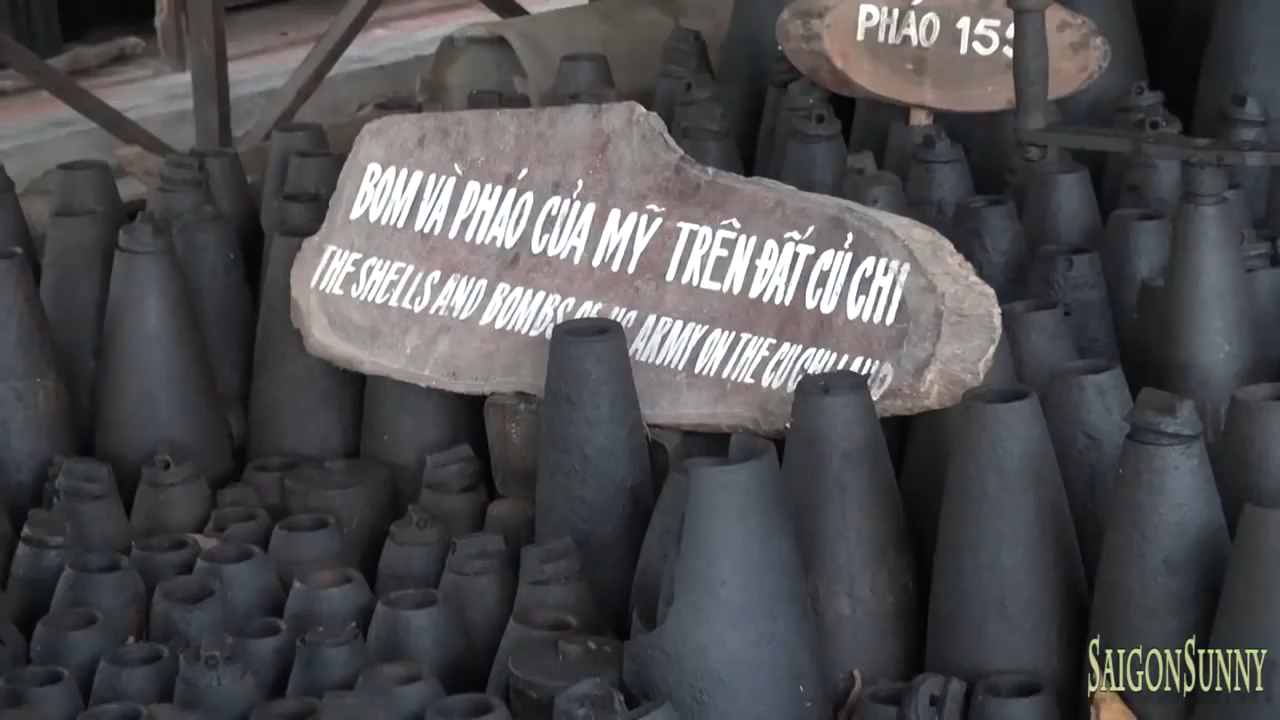 PHÁO 155
BOM VÀ PHÁO CỦA MỸ TRÊN ĐẤT CỦ CHI
THE SHELLS AND BOMBS OF US ARMY ON THE CU CHI LAND
SAIGONSUNNY